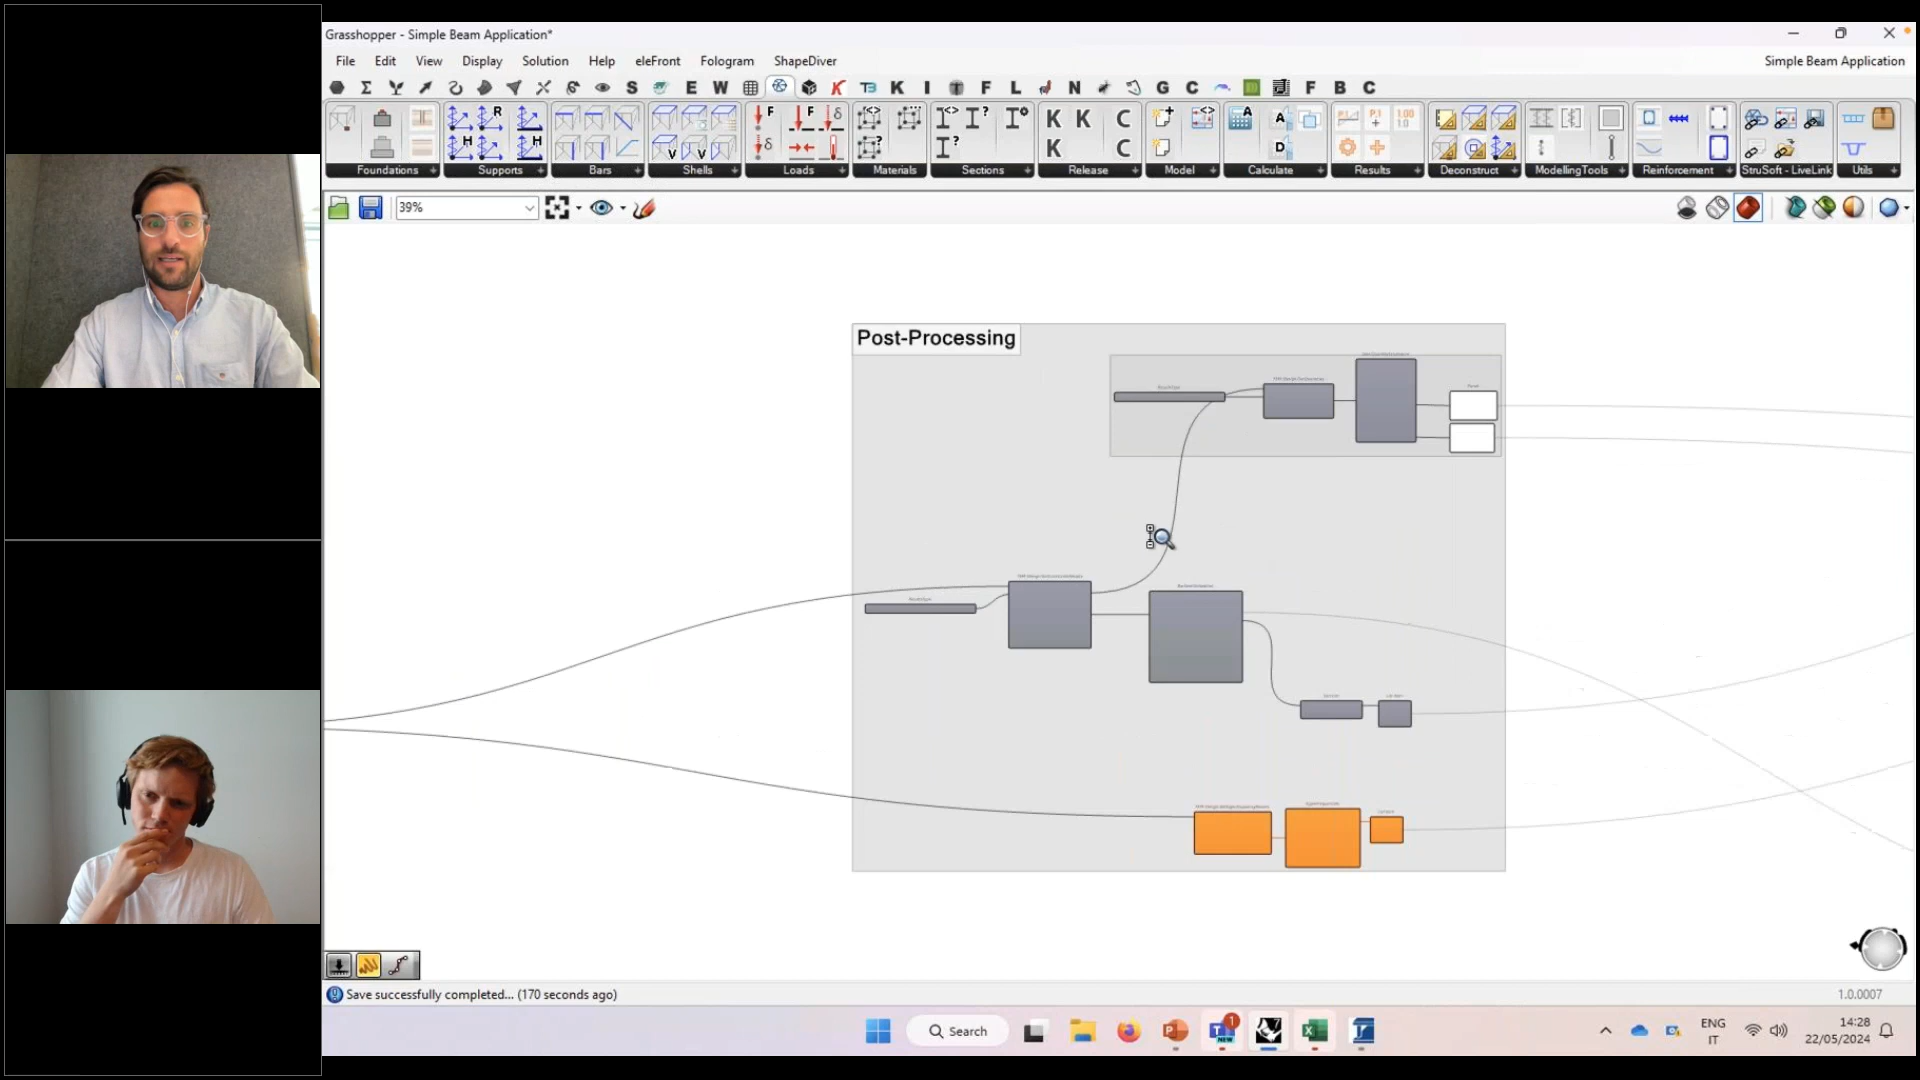 Grasshopper - Simple Beam Application*
File Edit View Display Solution Help eleFront Fologram ShapeDiver
Simple Beam Application
S E W K T3 K I F L N G C F B C
Foundations Supports Bars Shells Loads Materials Sections Release Model Calculate Results Deconstruct ModellingTools Reinforcement StruSoft - LiveLink Utils
39%
Post-Processing
Save successfully completed... (170 seconds ago)
1.0.0007
Search
ENG
IT
14:28
22/05/2024